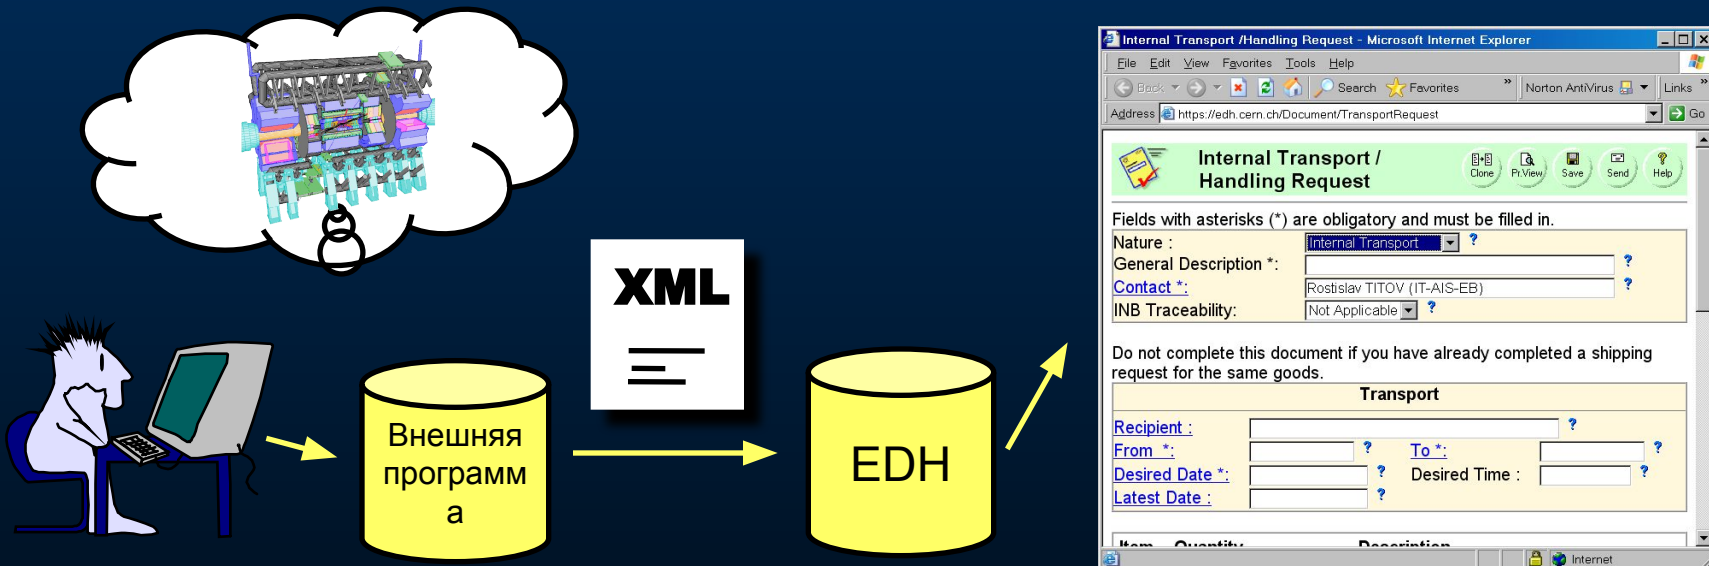 XML
Внешняя
программ
а
EDH
Internal Transport /Handling Request - Microsoft Internet Explorer
File Edit View Favorites Tools Help
Back Search Favorites » Norton AntiVirus Links »
Address https://edh.cern.ch/Document/TransportRequest Go
Internal Transport /
Handling Request
Clone Pr.View Save Send Help
Fields with asterisks (*) are obligatory and must be filled in.
Nature : Internal Transport ?
General Description *: ?
Contact *: Rostislav TITOV (IT-AIS-EB) ?
INB Traceability: Not Applicable ?
Do not complete this document if you have already completed a shipping
request for the same goods.
Transport
Recipient : ?
From *: ? To *: ?
Desired Date *: ? Desired Time : ?
Latest Date : ?
Item Quantity Description
Internet